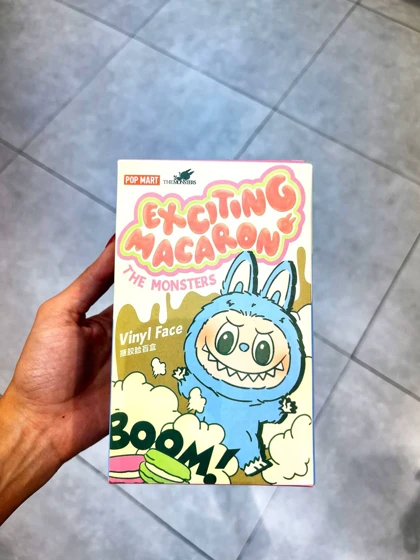 POP MART THE MONSTERS
EXCITING
MACARON
THE MONSTERS
Vinyl Face
搪胶脸盲盒
BOOM!